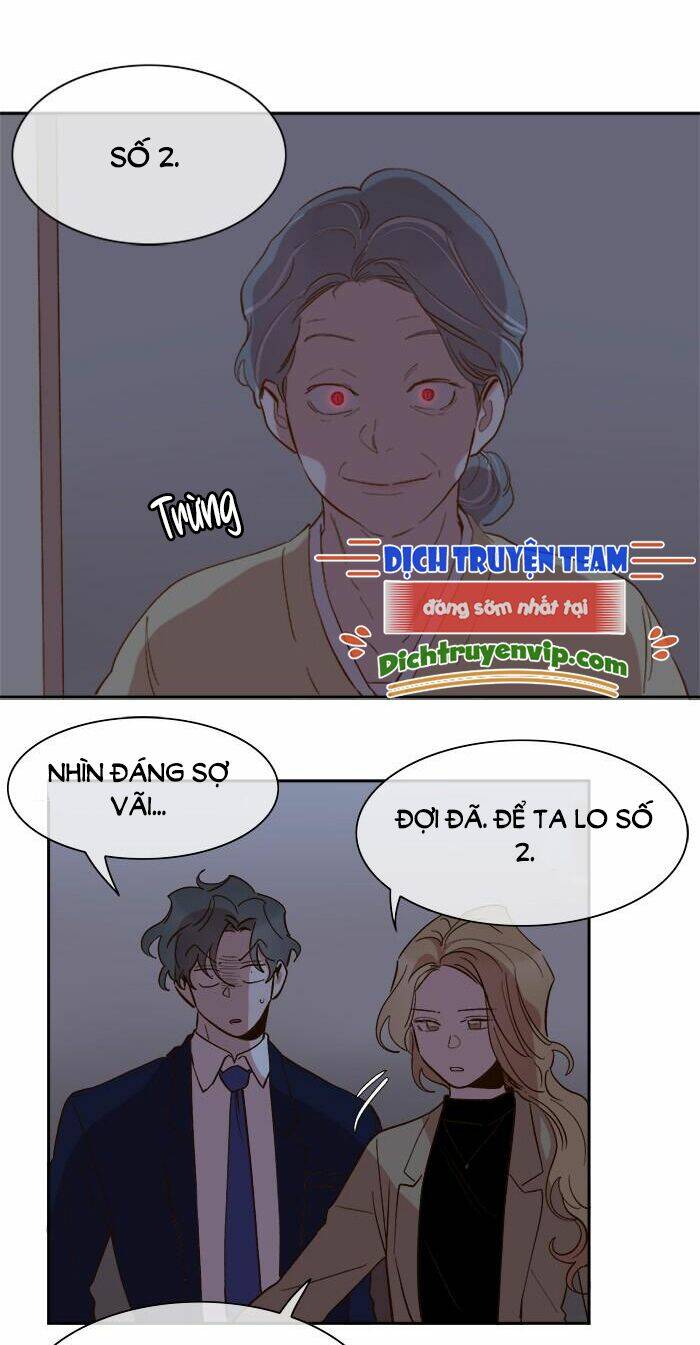 SỐ 2.
Trừng
DỊCH TRUYỆN TEAM
đăng sớm nhất tại
Dichtruyenvip.com
NHÌN ĐÁNG SỢ
VÃI...
ĐỢI ĐÃ. ĐỂ TA LO SỐ
2.